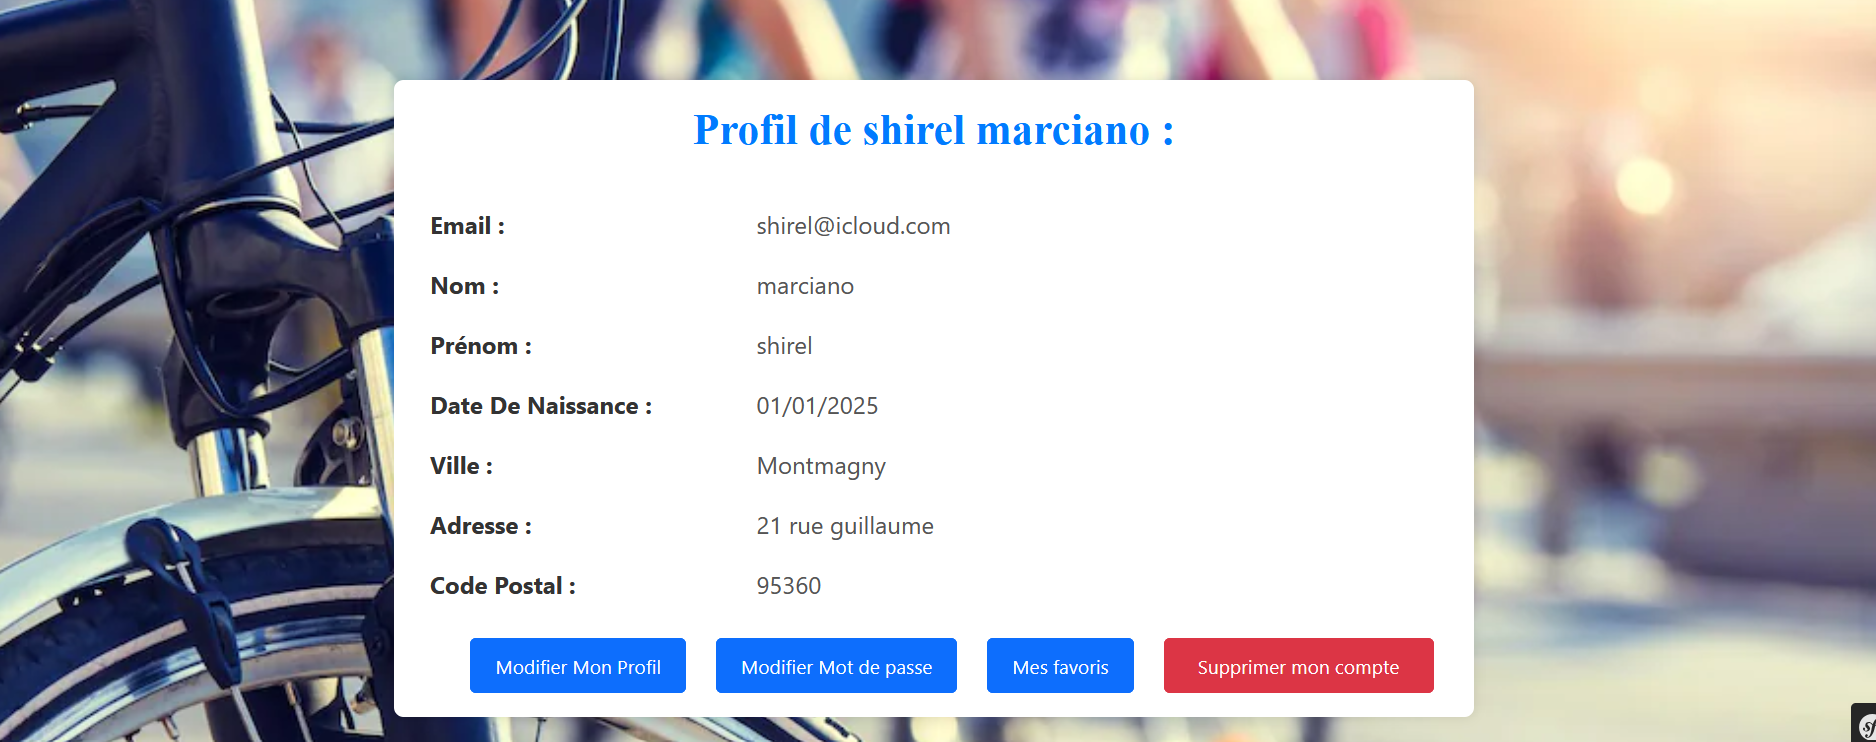 Profil de shirel marciano :
Email : shirel@icloud.com
Nom : marciano
Prénom : shirel
Date De Naissance : 01/01/2025
Ville : Montmagny
Adresse : 21 rue guillaume
Code Postal : 95360
Modifier Mon Profil Modifier Mot de passe Mes favoris Supprimer mon compte